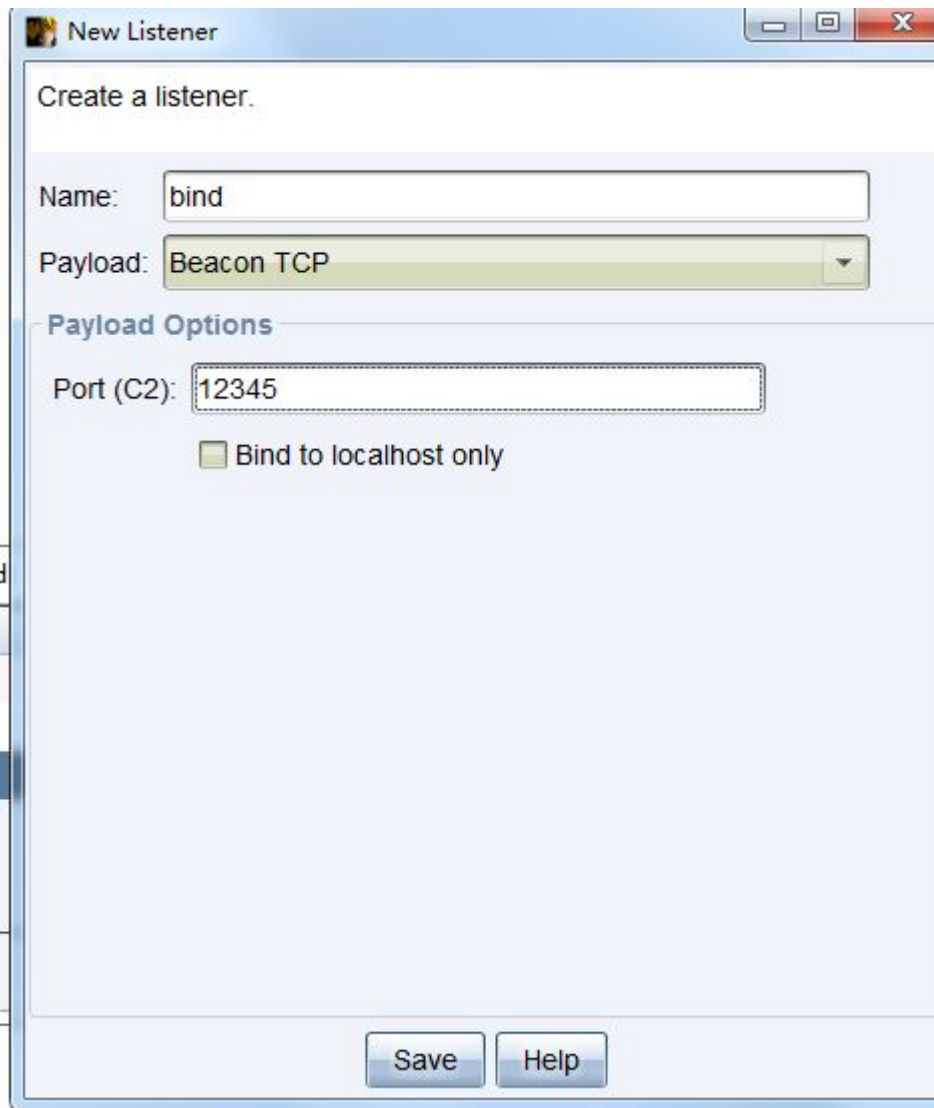 New Listener
Create a listener.
Name: bind
Payload: Beacon TCP
Payload Options
Port (C2): 12345
Bind to localhost only
Save Help